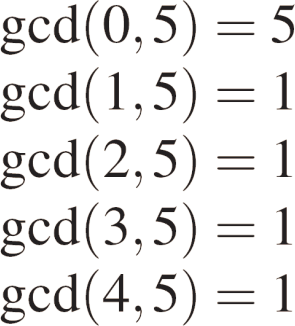 gcd(0, 5) = 5
gcd(1, 5) = 1
gcd(2, 5) = 1
gcd(3, 5) = 1
gcd(4, 5) = 1